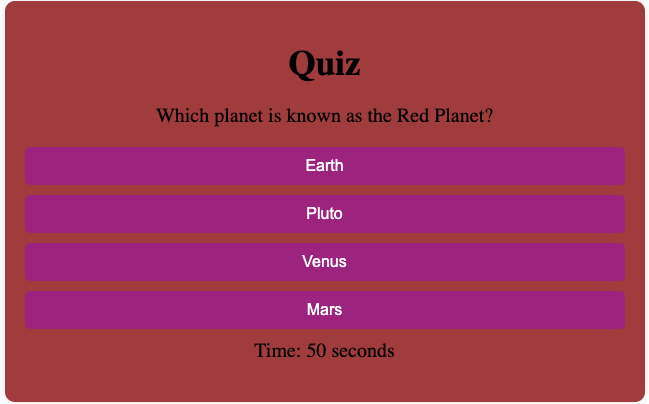 Quiz
Which planet is known as the Red Planet?
Earth
Pluto
Venus
Mars
Time: 50 seconds